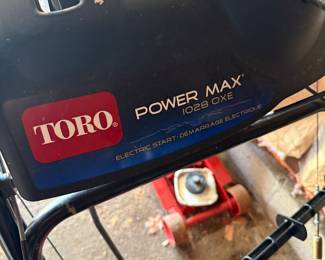 TORO
POWER MAX®
1028 OXE
ELECTRIC START·DÉMARRAGE ÉLECTRIQUE